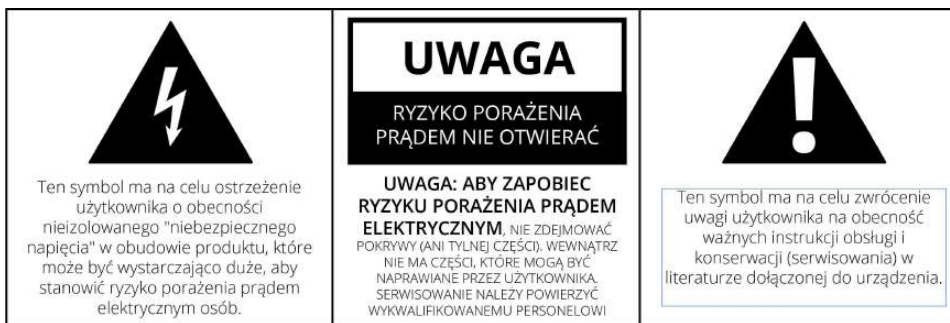 Ten symbol ma na celu ostrzeżenie
użytkownika o obecności
nieizolowanego "niebezpiecznego
napięcia" w obudowie produktu, które
może być wystarczająco duże, aby
stanowić ryzyko porażenia prądem
elektrycznym osób.
UWAGA
RYZYKO PORAŻENIA
PRĄDEM NIE OTWIERAĆ
UWAGA: ABY ZAPOBIEC
RYZYKU PORAŻENIA PRĄDEM
ELEKTRYCZNYM, NIE ZDEJMOWAĆ
POKRYWY (ANI TYLNEJ CZĘŚCI). WEWNĄTRZ
NIE MA CZĘŚCI, KTÓRE MOGĄ BYĆ
NAPRAWIANE PRZEZ UŻYTKOWNIKA.
SERWISOWANIE NALEŻY POWIERZYĆ
WYKWALIFIKOWANEMU PERSONELOWI
!
Ten symbol ma na celu zwrócenie
uwagi użytkownika na obecność
ważnych instrukcji obsługi i
konserwacji (serwisowania) w
literaturze dołączonej do urządzenia.